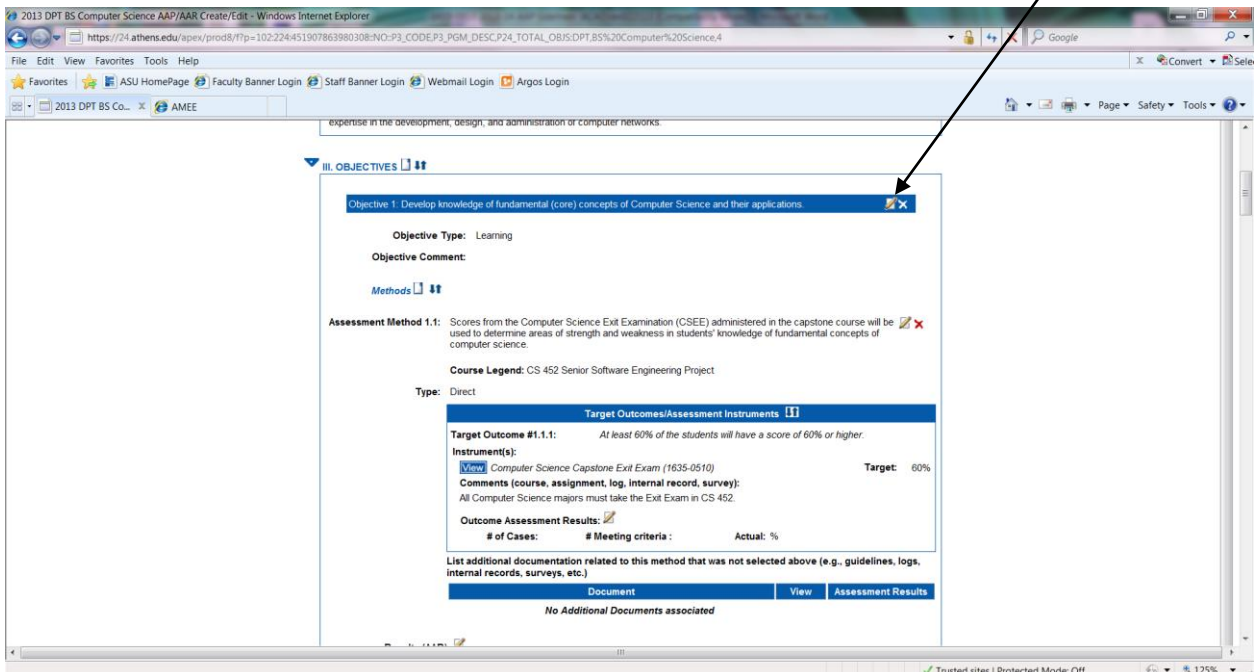 2013 DPT BS Computer Science AAP/AAR Create/Edit - Windows Internet Explorer
https://24.athens.edu/apex/prod8/f?p=102:224:451907863980308::NO::P3_CODE,P3_PGM_DESC,P24_TOTAL_OBJS:DPT,BS%20Computer%20Science,4
Google
File Edit View Favorites Tools Help
x Convert Sele
Favorites ASU HomePage Faculty Banner Login Staff Banner Login Webmail Login Argos Login
2013 DPT BS Co... X AMEE
Page Safety Tools
expertise in the development, design, and administration of computer networks.
III. OBJECTIVES
Objective 1: Develop knowledge of fundamental (core) concepts of Computer Science and their applications.
Objective Type: Learning
Objective Comment:
Methods
Assessment Method 1.1: Scores from the Computer Science Exit Examination (CSEE) administered in the capstone course will be
used to determine areas of strength and weakness in students' knowledge of fundamental concepts of
computer science.
Course Legend: CS 452 Senior Software Engineering Project
Type: Direct
Target Outcomes/Assessment Instruments
Target Outcome #1.1.1: At least 60% of the students will have a score of 60% or higher.
Instrument(s):
View Computer Science Capstone Exit Exam (1635-0510) Target: 60%
Comments (course, assignment, log, internal record, survey):
All Computer Science majors must take the Exit Exam in CS 452.
Outcome Assessment Results:
# of Cases: # Meeting criteria : Actual: %
List additional documentation related to this method that was not selected above (e.g., guidelines, logs,
internal records, surveys, etc.)
Document View Assessment Results
No Additional Documents associated
Trusted sites | Protected Mode: Off 125%